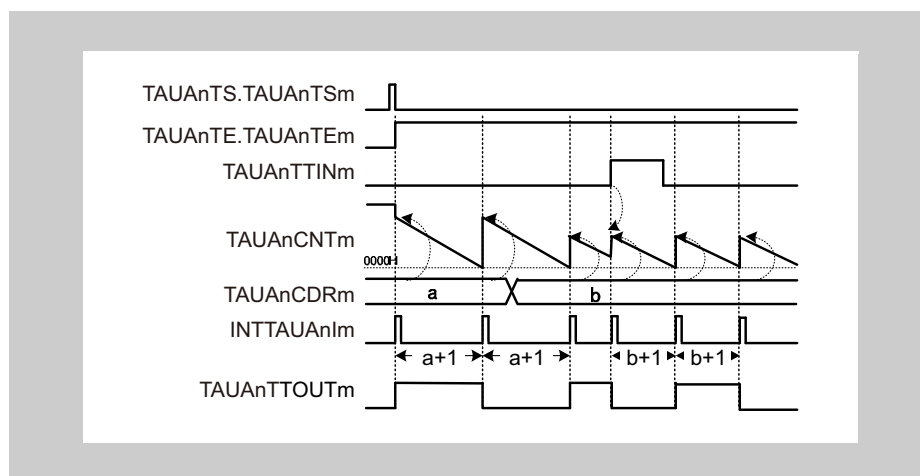 TAUAnTS.TAUAnTSm
TAUAnTE.TAUAnTEm
TAUAnTTINm
TAUAnCNTm
0000H
TAUAnCDRm
a
b
INTTAUAnIm
a+1
a+1
b+1
b+1
TAUAnTTOUTm